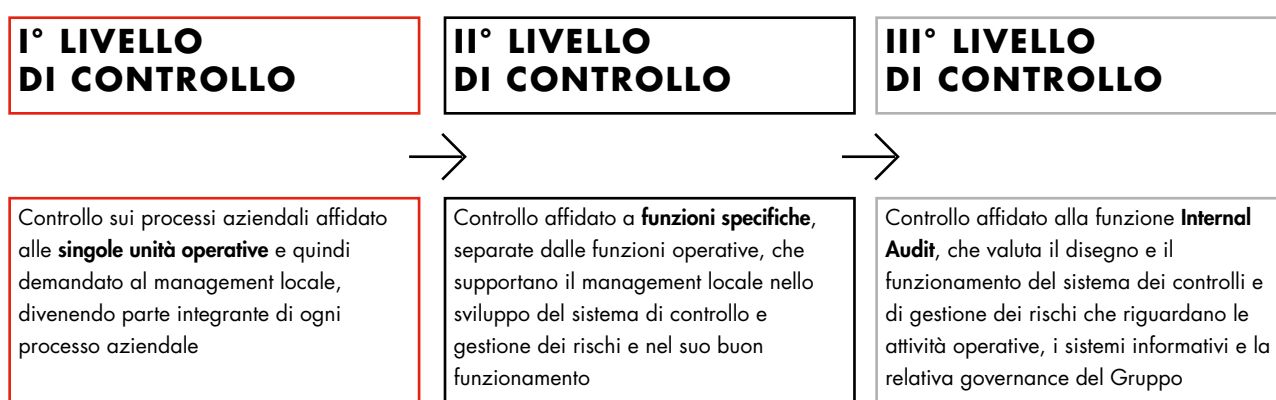 I° LIVELLO
DI CONTROLLO
Controllo sui processi aziendali affidato
alle singole unità operative e quindi
demandato al management locale,
divenendo parte integrante di ogni
processo aziendale
II° LIVELLO
DI CONTROLLO
Controllo affidato a funzioni specifiche,
separate dalle funzioni operative, che
supportano il management locale nello
sviluppo del sistema di controllo e
gestione dei rischi e nel suo buon
funzionamento
III° LIVELLO
DI CONTROLLO
Controllo affidato alla funzione Internal
Audit, che valuta il disegno e il
funzionamento del sistema dei controlli e
di gestione dei rischi che riguardano le
attività operative, i sistemi informativi e la
relativa governance del Gruppo